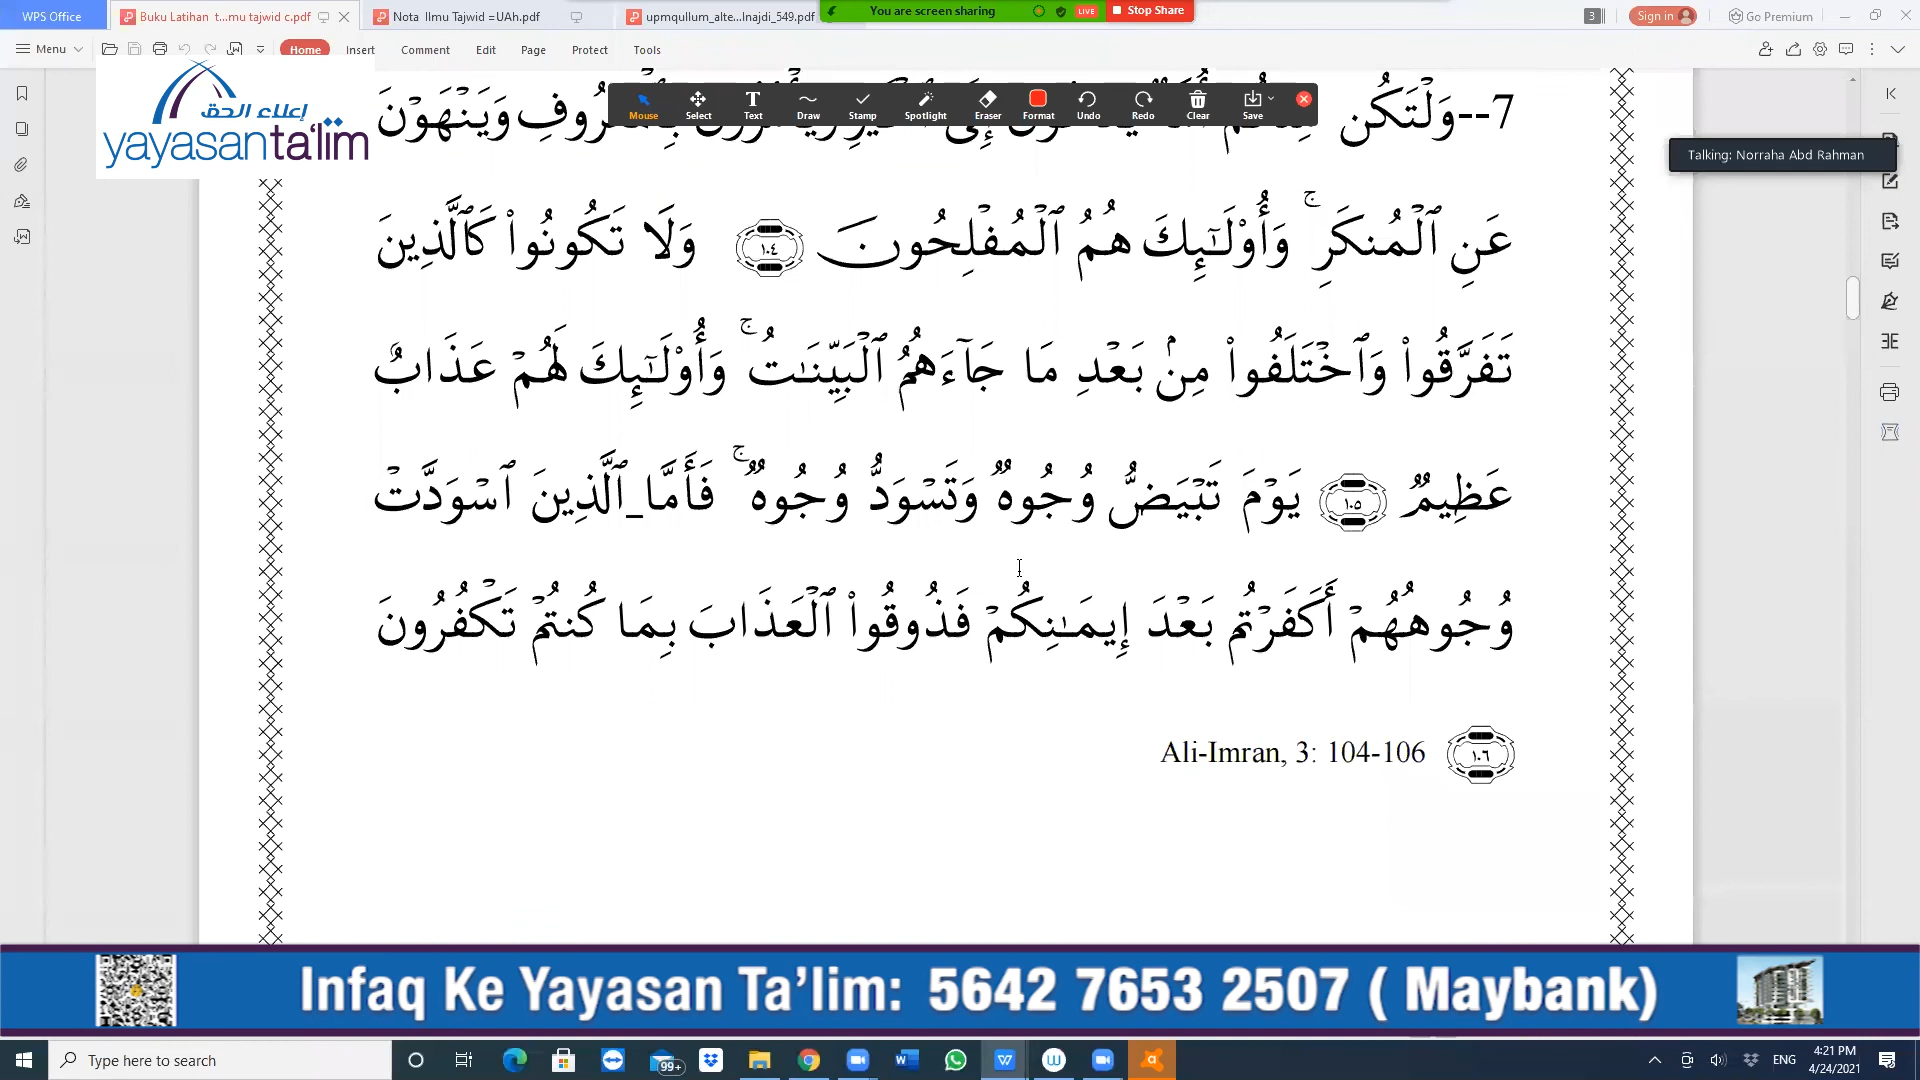 WPS Office
Buku Latihan t...mu tajwid c.pdf
Nota Ilmu Tajwid =UAh.pdf
upmqullum_alte...lnajdi_549.pdf
You are screen sharing
LIVE
Stop Share
3
Sign in
Go Premium
Menu
Home
Insert
Comment
Edit
Page
Protect
Tools
إعلاء الحق
yayasanta'lim
Mouse
Select
Text
Draw
Stamp
Spotlight
Eraser
Format
Undo
Redo
Clear
Save
Talking: Norraha Abd Rahman
7--وَلْتَكُن بِٱلْمَعْرُوفِ وَيَنْهَوْنَ
عَنِ ٱلْمُنكَرِ ۚ وَأُو۟لَـٰٓئِكَ هُمُ ٱلْمُفْلِحُونَ ١٠٤ وَلَا تَكُونُوا۟ كَٱلَّذِينَ
تَفَرَّقُوا۟ وَٱخْتَلَفُوا۟ مِنۢ بَعْدِ مَا جَآءَهُمُ ٱلْبَيِّنَـٰتُ ۚ وَأُو۟لَـٰٓئِكَ لَهُمْ عَذَابٌ
عَظِيمٌ ١٠٥ يَوْمَ تَبْيَضُّ وُجُوهٌ وَتَسْوَدُّ وُجُوهٌ ۚ فَأَمَّا_ٱلَّذِينَ ٱسْوَدَّتْ
وُجُوهُهُمْ أَكَفَرْتُم بَعْدَ إِيمَـٰنِكُمْ فَذُوقُوا۟ ٱلْعَذَابَ بِمَا كُنتُمْ تَكْفُرُونَ
١٠٦ Ali-Imran, 3: 104-106
Infaq Ke Yayasan Ta'lim: 5642 7653 2507 ( Maybank)
Type here to search
99+
ENG
4:21 PM
4/24/2021